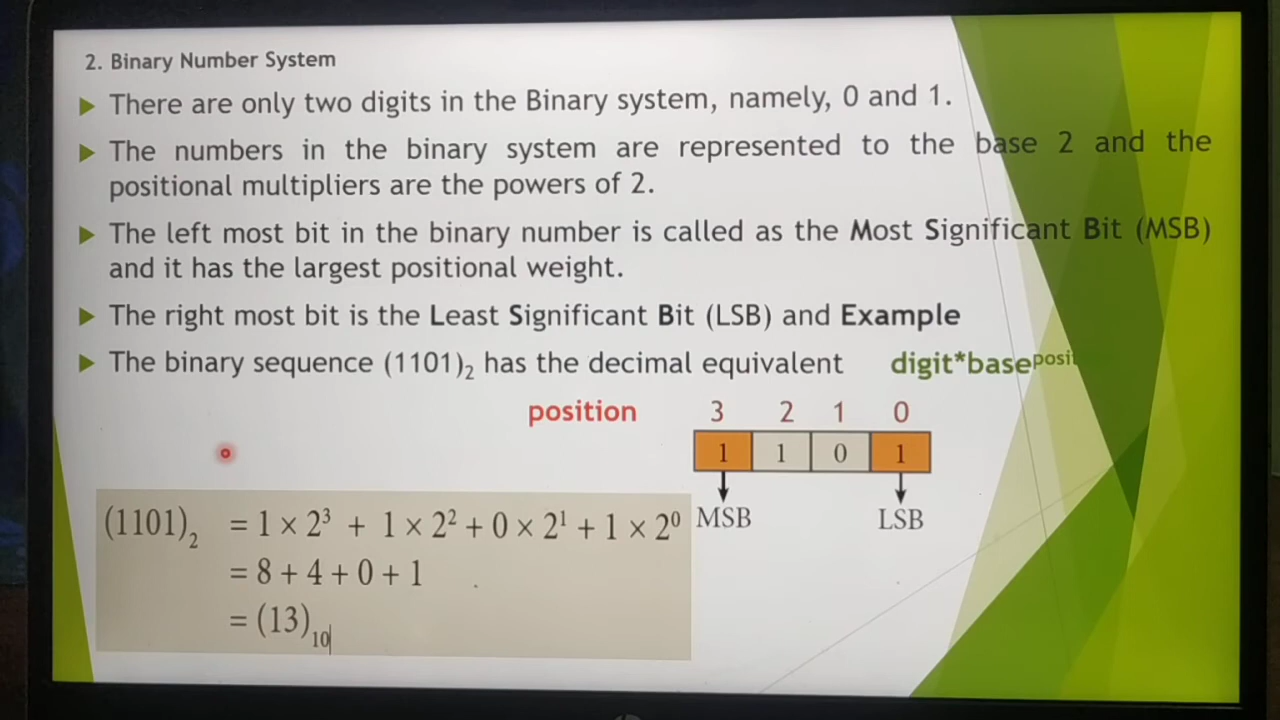 2. Binary Number System
There are only two digits in the Binary system, namely, 0 and 1.
The numbers in the binary system are represented to the base 2 and the
positional multipliers are the powers of 2.
The left most bit in the binary number is called as the Most Significant Bit (MSB)
and it has the largest positional weight.
The right most bit is the Least Significant Bit (LSB) and Example
The binary sequence (1101)₂ has the decimal equivalent digit*baseᵖᵒˢⁱᵗ
position 3 2 1 0
1 1 0 1
MSB LSB
(1101)₂ = 1 × 2³ + 1 × 2² + 0 × 2¹ + 1 × 2⁰
= 8 + 4 + 0 + 1
= (13)₁₀